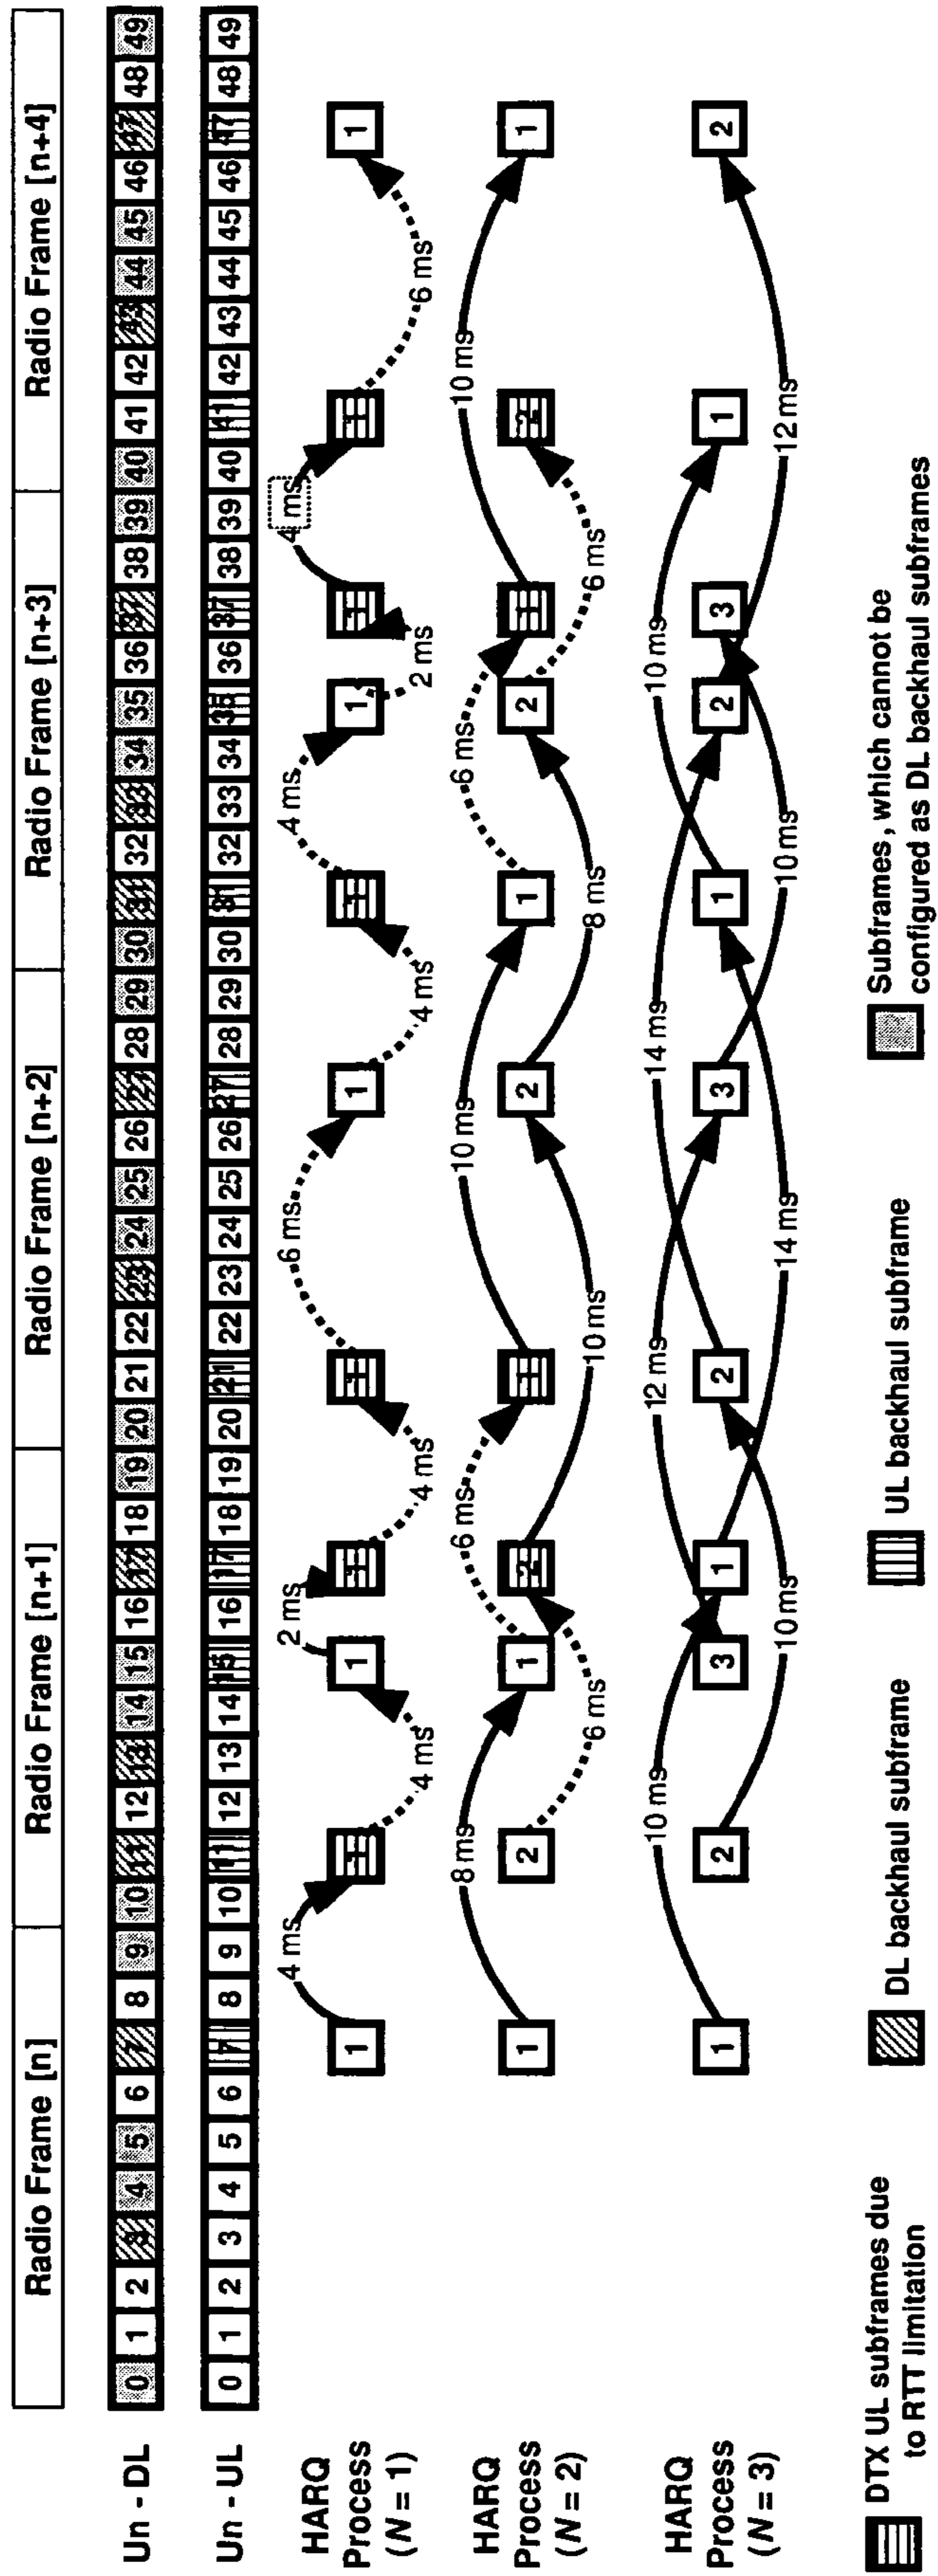 Radio Frame [n] Radio Frame [n+1] Radio Frame [n+2] Radio Frame [n+3] Radio Frame [n+4]
Un - DL 0 1 2 3 4 5 6 7 8 9 10 11 12 13 14 15 16 17 18 19 20 21 22 23 24 25 26 27 28 29 30 31 32 33 34 35 36 37 38 39 40 41 42 43 44 45 46 47 48 49
Un - UL 0 1 2 3 4 5 6 7 8 9 10 11 12 13 14 15 16 17 18 19 20 21 22 23 24 25 26 27 28 29 30 31 32 33 34 35 36 37 38 39 40 41 42 43 44 45 46 47 48 49
HARQ
Process
(N = 1)
4 ms 2 ms 6 ms 4 ms 4 ms
1 1 1 1 1 1 1 1 1 1 1
4 ms 4 ms 4 ms 2 ms 6 ms
HARQ
Process
(N = 2)
8 ms 6 ms 10 ms 6 ms 10 ms
1 2 1 2 1 2 1 2 1 2 1
6 ms 10 ms 8 ms 6 ms
HARQ
Process
(N = 3)
10 ms 12 ms 14 ms 10 ms
1 2 3 1 2 3 1 2 3 1 2
10 ms 14 ms 10 ms 12 ms
DTX UL subframes due
to RTT limitation
DL backhaul subframe
UL backhaul subframe
Subframes, which cannot be
configured as DL backhaul subframes